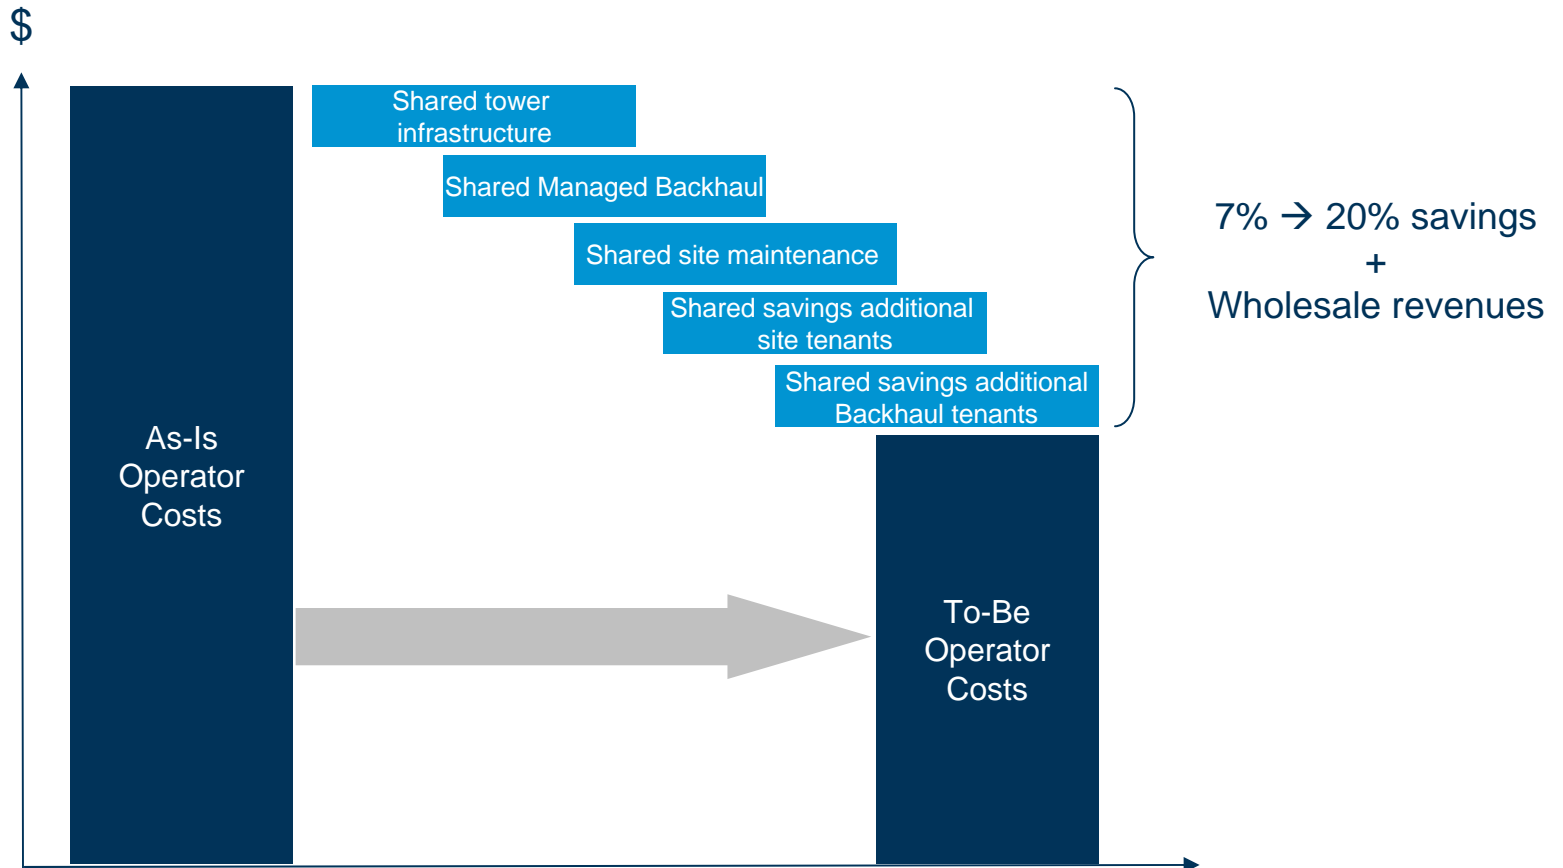 $
Shared tower
infrastructure
Shared Managed Backhaul
Shared site maintenance
Shared savings additional
site tenants
Shared savings additional
Backhaul tenants
As-Is
Operator
Costs
To-Be
Operator
Costs
7% → 20% savings
+
Wholesale revenues